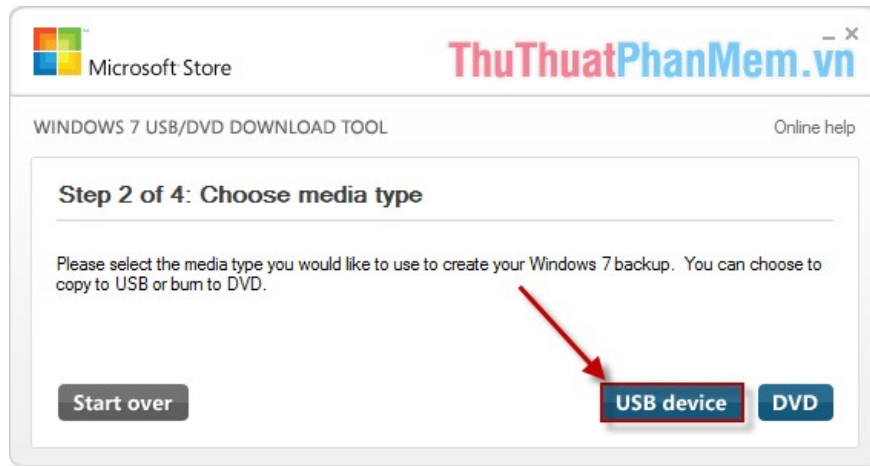 Microsoft Store
ThuThuatPhanMem.vn
WINDOWS 7 USB/DVD DOWNLOAD TOOL
Online help
Step 2 of 4: Choose media type
Please select the media type you would like to use to create your Windows 7 backup. You can choose to
copy to USB or burn to DVD.
Start over
USB device
DVD